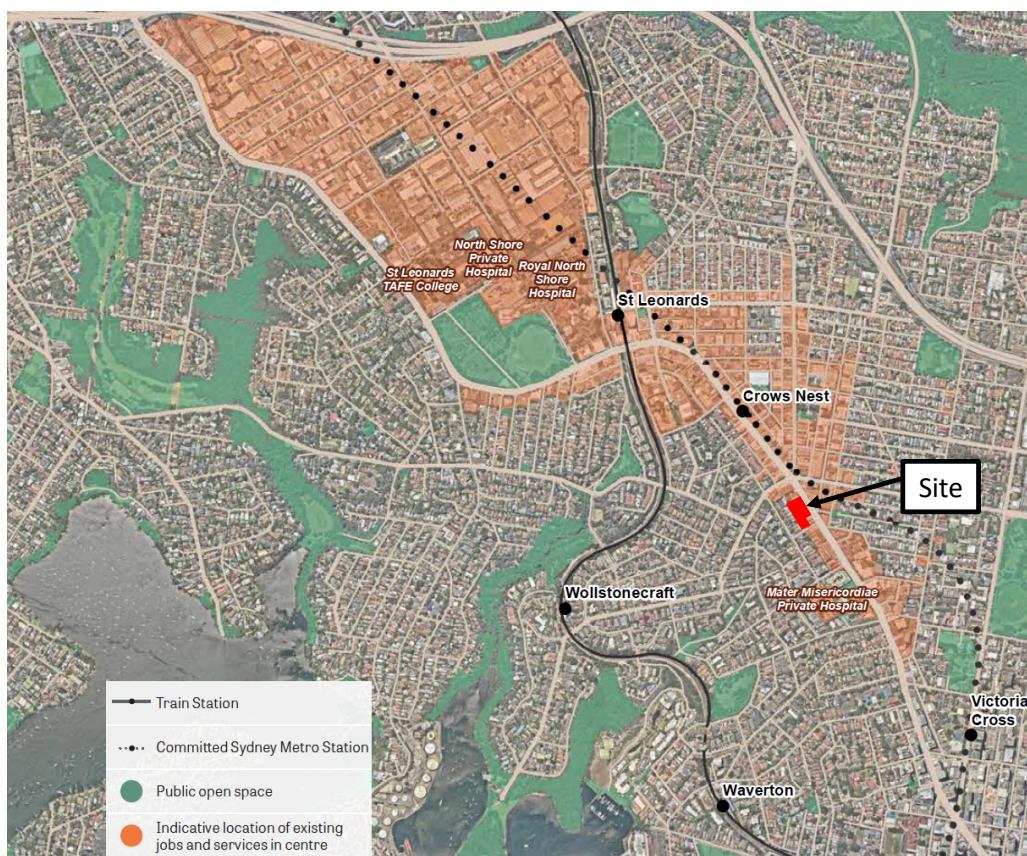 North Shore
Private
Hospital
St Leonards
TAFE College
Royal North
Shore
Hospital
St Leonards
Crows Nest
Site
Wollstonecraft
Mater Misericordiae
Private Hospital
Victoria
Cross
Waverton
Train Station
Committed Sydney Metro Station
Public open space
Indicative location of existing
jobs and services in centre